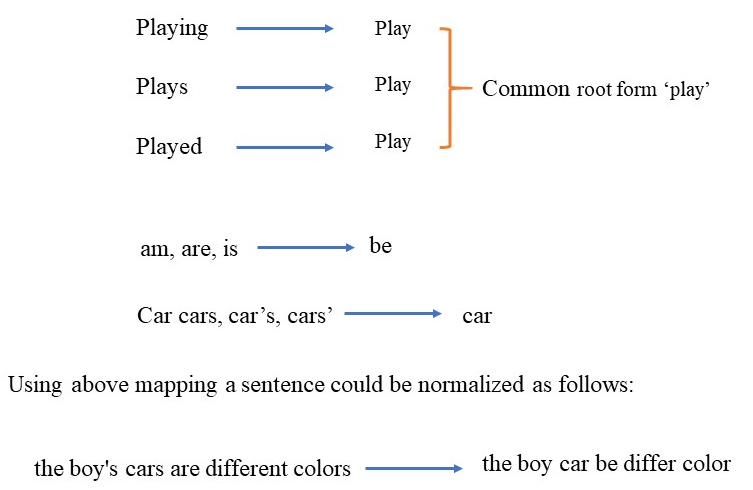 Playing Play
Plays Play Common root form ‘play’
Played Play
am, are, is be
Car cars, car’s, cars’ car
Using above mapping a sentence could be normalized as follows:
the boy's cars are different colors the boy car be differ color